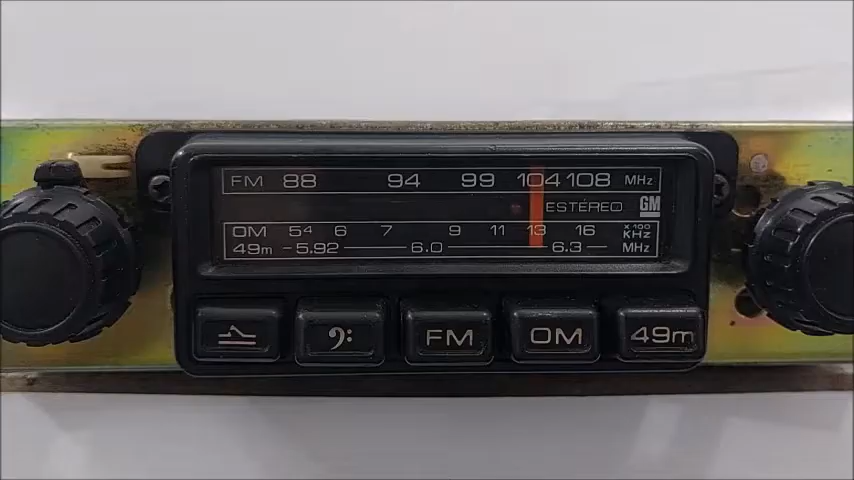 FM 88 94 99 104 108 MHz
ESTÉREO GM
OM 54 6 7 9 11 13 16 x100 KHz
49m 5.92 6.0 6.3 MHz
FM OM 49m